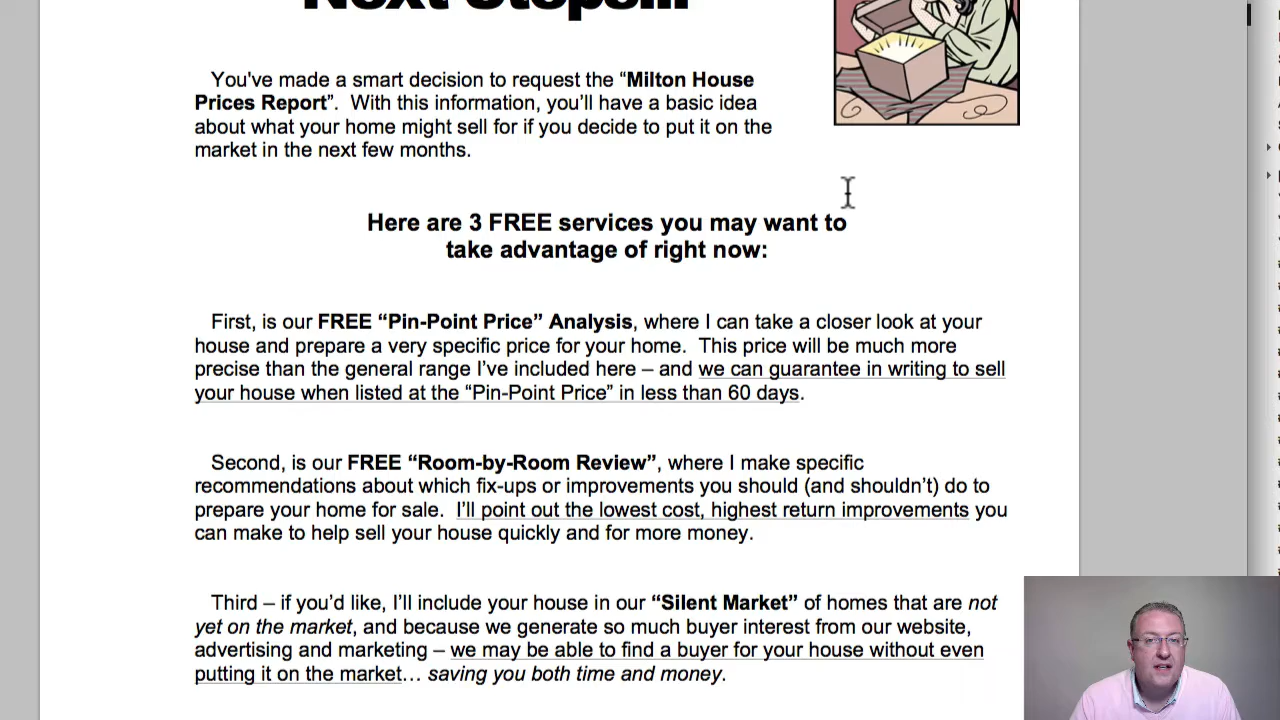 Next Steps...
You've made a smart decision to request the “Milton House
Prices Report”.  With this information, you’ll have a basic idea
about what your home might sell for if you decide to put it on the
market in the next few months.
Here are 3 FREE services you may want to
take advantage of right now:
First, is our FREE “Pin-Point Price” Analysis, where I can take a closer look at your
house and prepare a very specific price for your home.  This price will be much more
precise than the general range I’ve included here – and we can guarantee in writing to sell
your house when listed at the “Pin-Point Price” in less than 60 days.
Second, is our FREE “Room-by-Room Review”, where I make specific
recommendations about which fix-ups or improvements you should (and shouldn’t) do to
prepare your home for sale.  I’ll point out the lowest cost, highest return improvements you
can make to help sell your house quickly and for more money.
Third – if you’d like, I’ll include your house in our “Silent Market” of homes that are not
yet on the market, and because we generate so much buyer interest from our website,
advertising and marketing – we may be able to find a buyer for your house without even
putting it on the market… saving you both time and money.